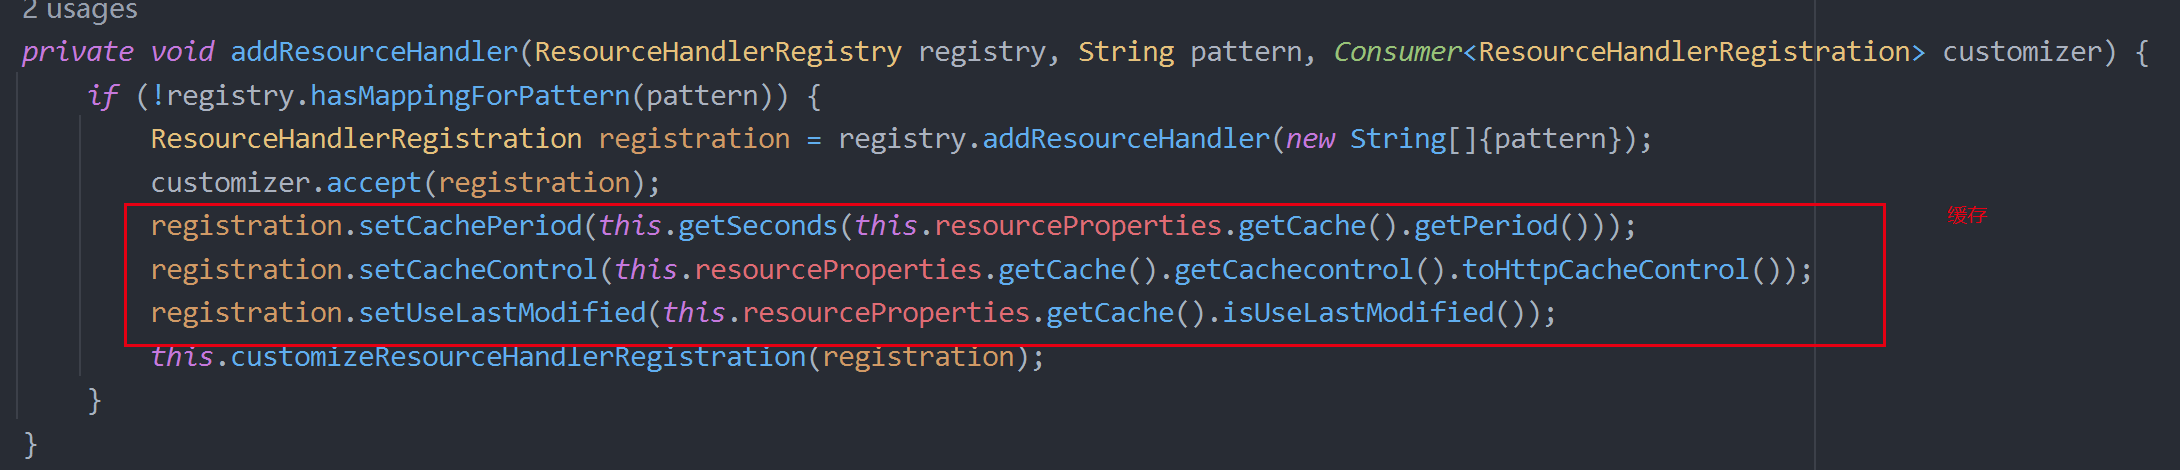 2 usages
private void addResourceHandler(ResourceHandlerRegistry registry, String pattern, Consumer<ResourceHandlerRegistration> customizer) {
if (!registry.hasMappingForPattern(pattern)) {
ResourceHandlerRegistration registration = registry.addResourceHandler(new String[]{pattern});
customizer.accept(registration);
registration.setCachePeriod(this.getSeconds(this.resourceProperties.getCache().getPeriod()));
缓存
registration.setCacheControl(this.resourceProperties.getCache().getCachecontrol().toHttpCacheControl());
registration.setUseLastModified(this.resourceProperties.getCache().isUseLastModified());
this.customizeResourceHandlerRegistration(registration);
}
}